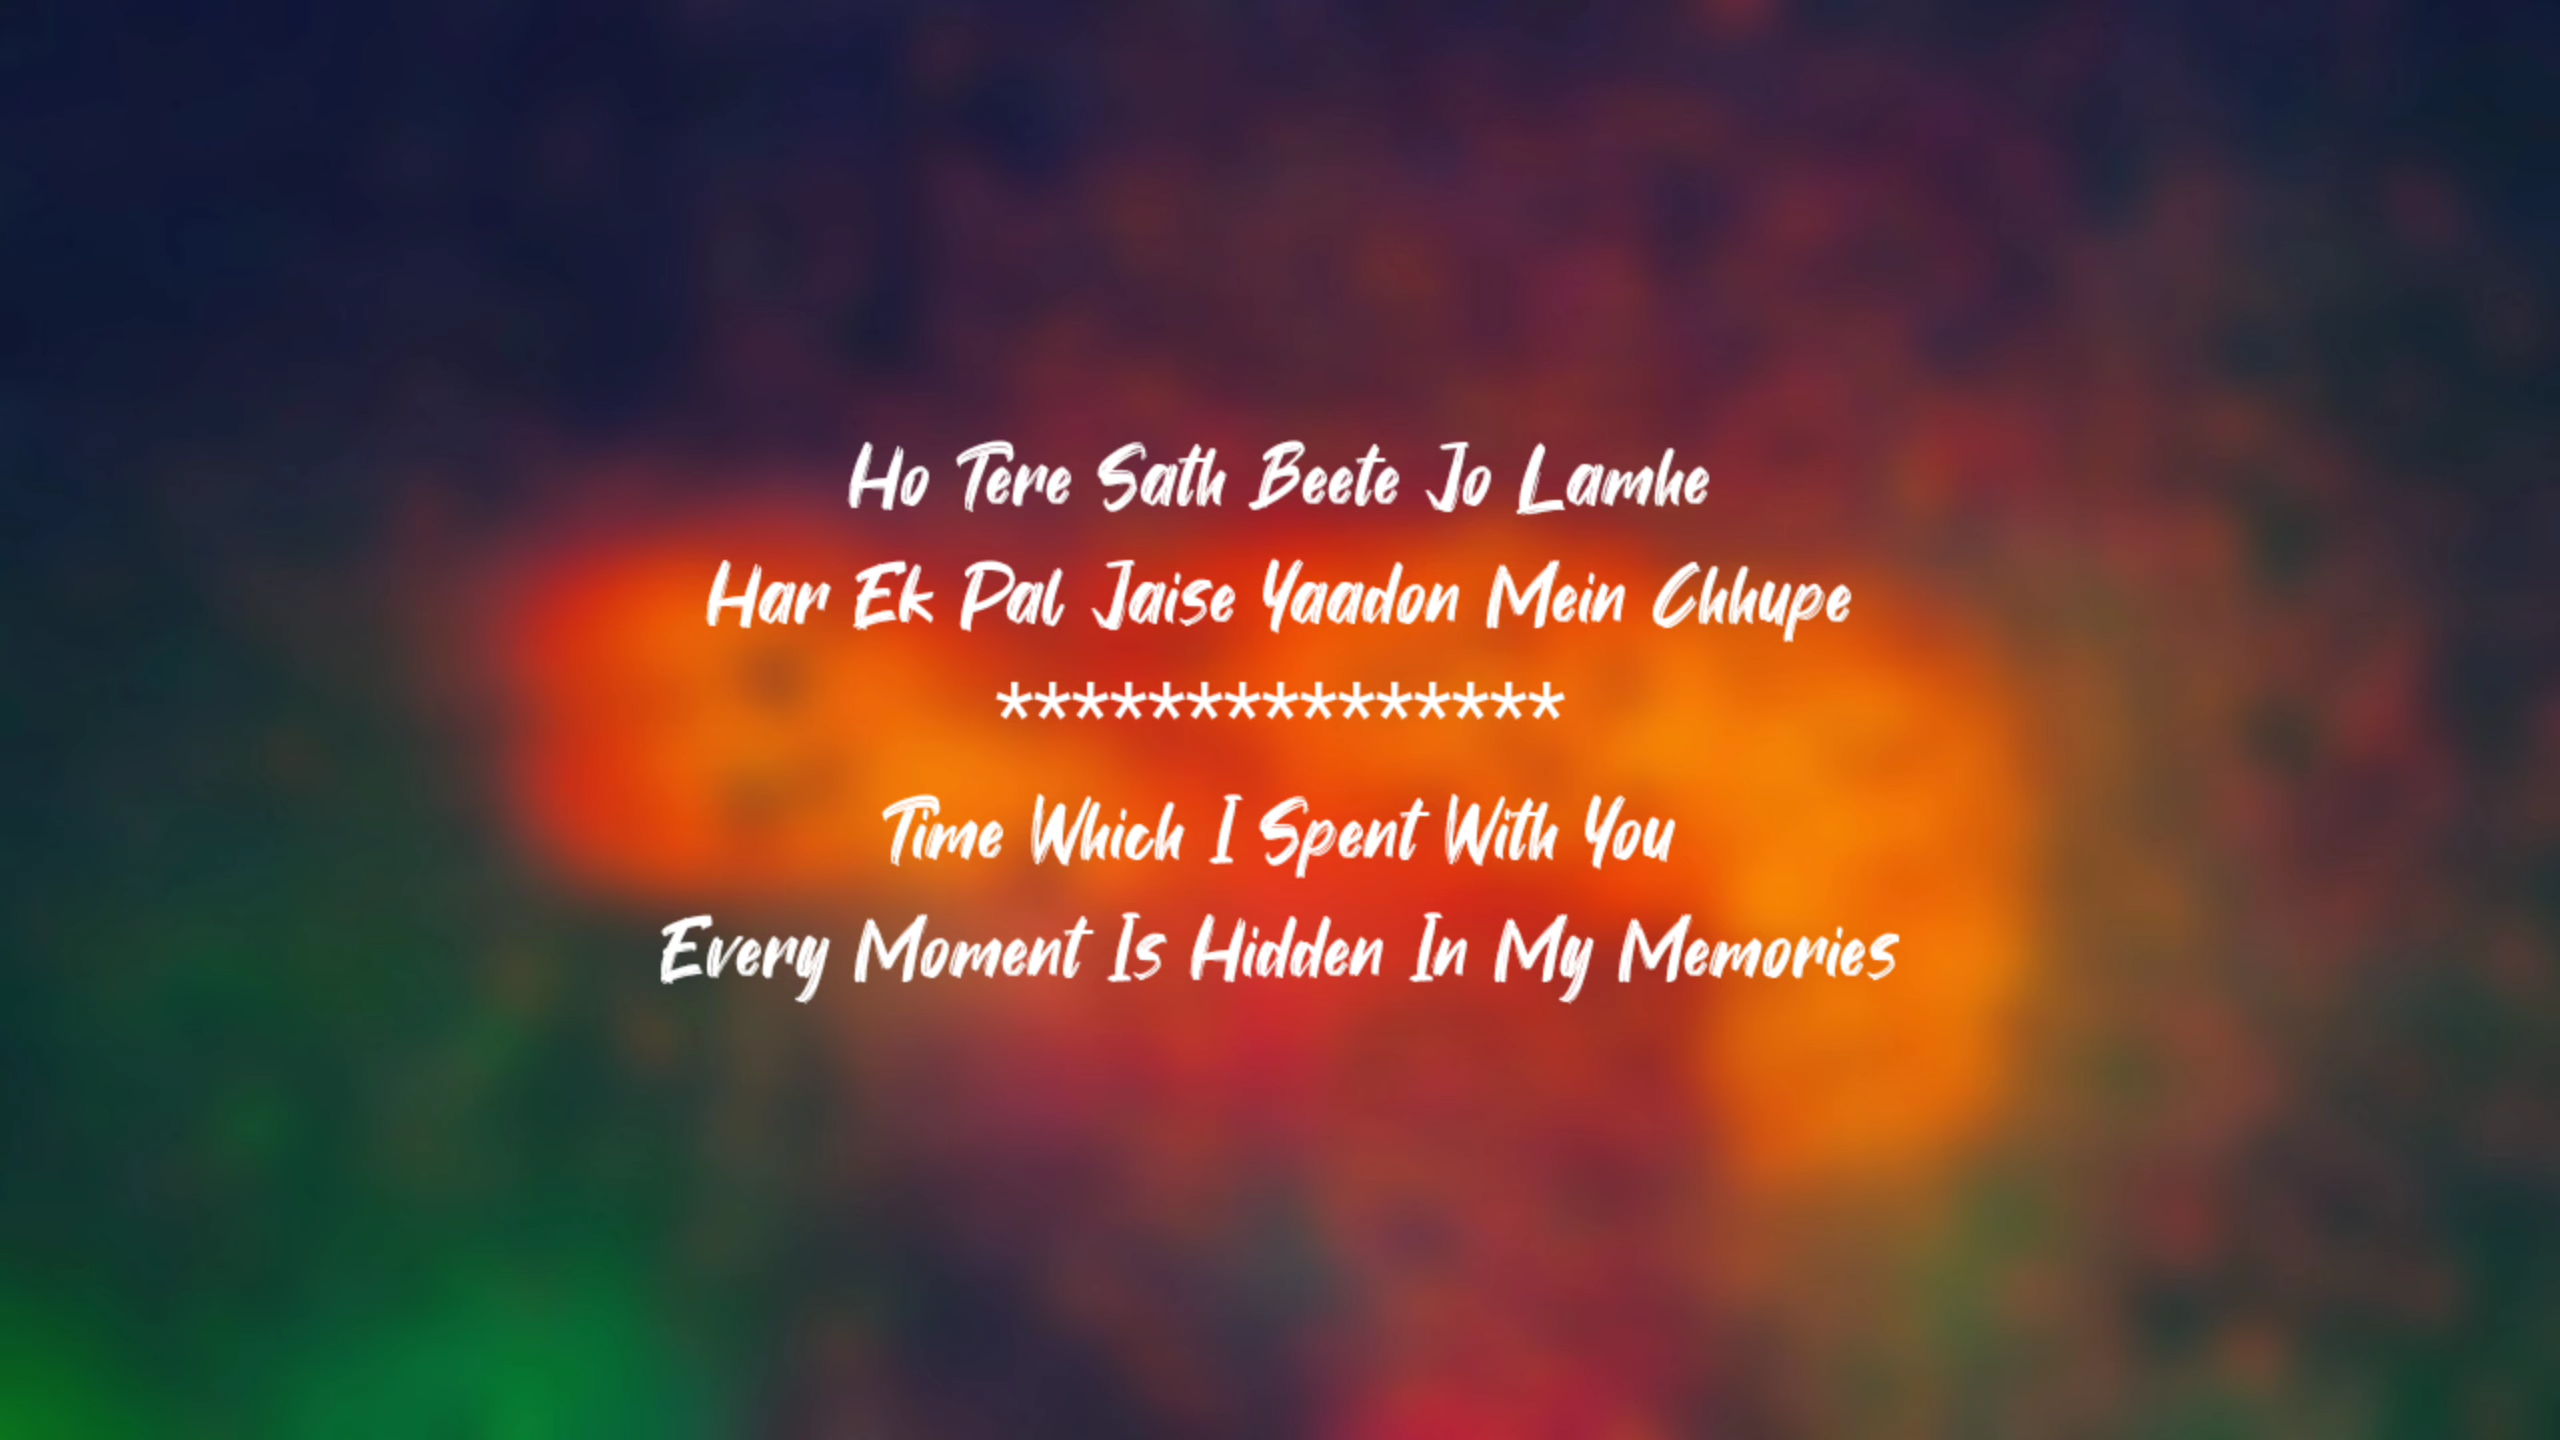 Ho Tere Sath Beete Jo Lamhe
Har Ek Pal Jaise Yaadon Mein Chhupe
***************
Time Which I Spent With You
Every Moment Is Hidden In My Memories